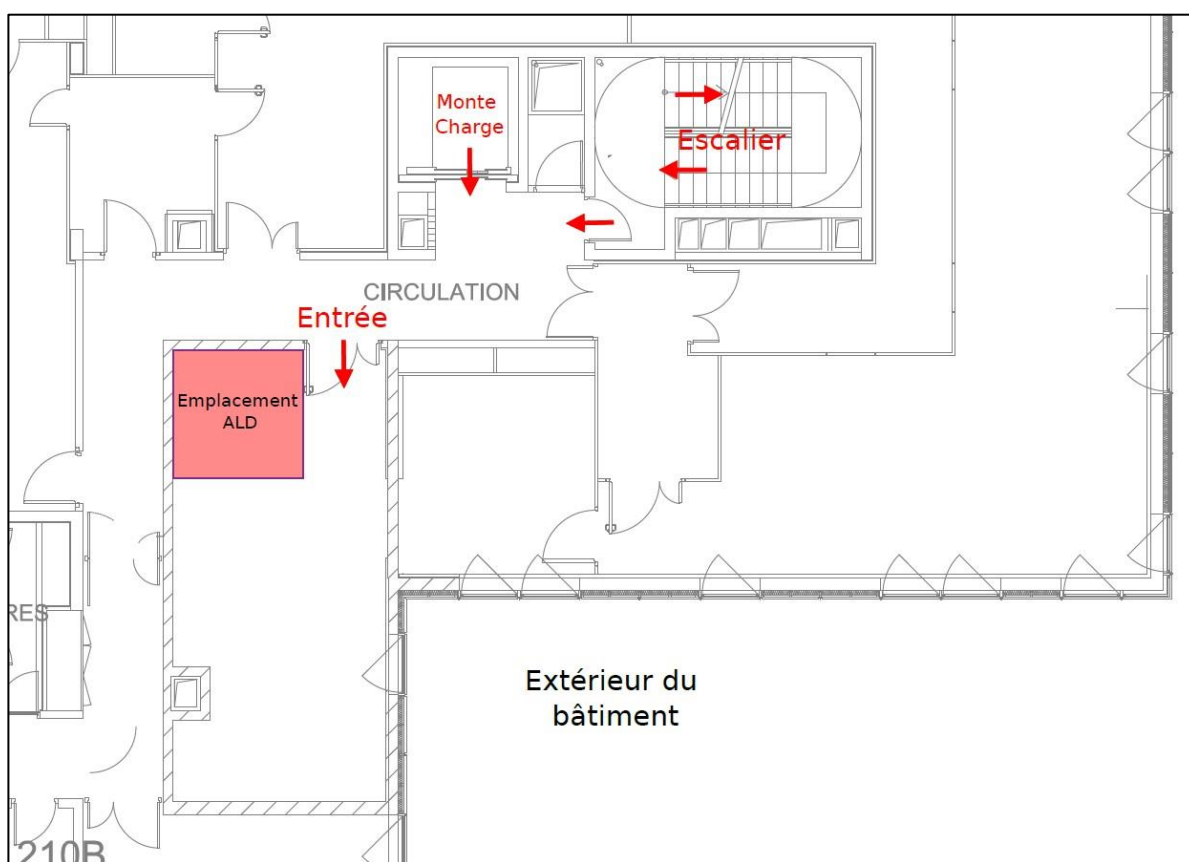 Monte
Charge
Escalier
CIRCULATION
Entrée
Emplacement
ALD
RES
Extérieur du
bâtiment
210B